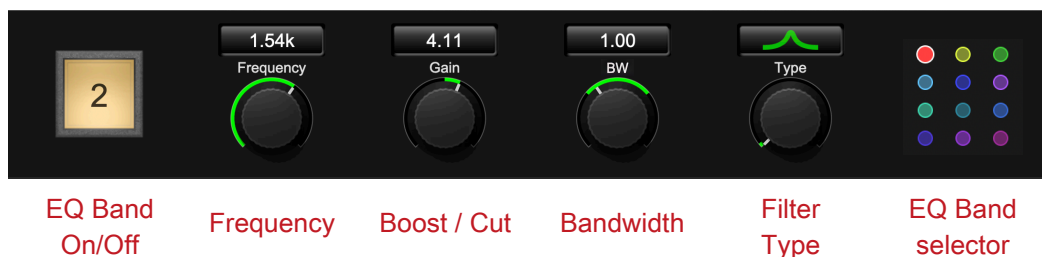 1.54k
4.11
1.00
Frequency
Gain
BW
Type
2
EQ Band
On/Off
Frequency
Boost / Cut
Bandwidth
Filter
Type
EQ Band
selector